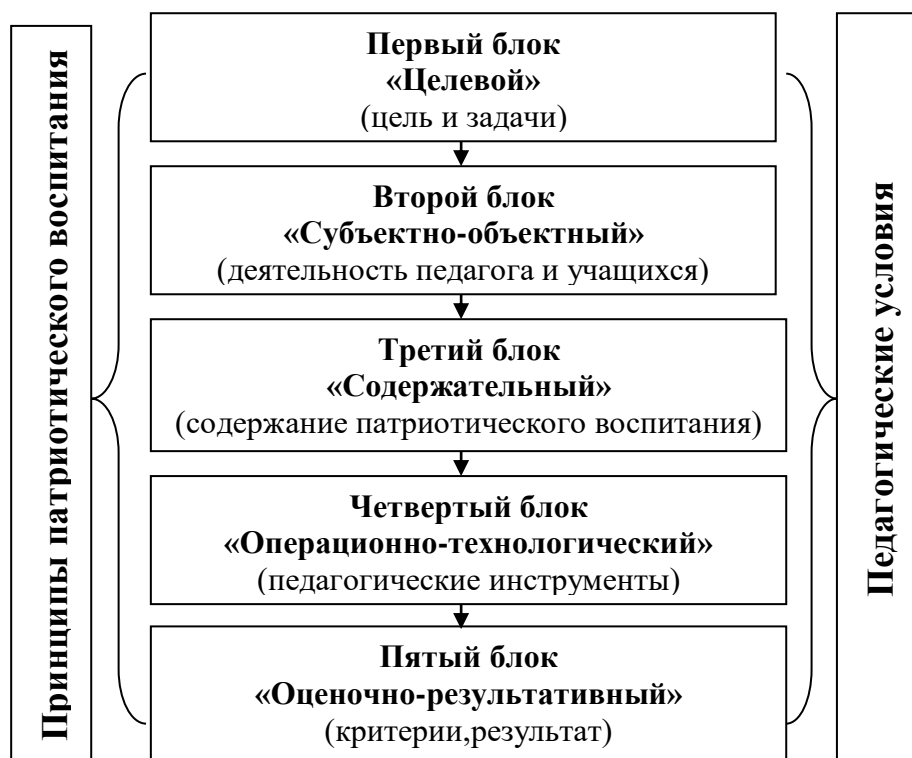 Принципы патриотического воспитания
Первый блок
«Целевой»
(цель и задачи)
Второй блок
«Субъектно-объектный»
(деятельность педагога и учащихся)
Третий блок
«Содержательный»
(содержание патриотического воспитания)
Четвертый блок
«Операционно-технологический»
(педагогические инструменты)
Пятый блок
«Оценочно-результативный»
(критерии,результат)
Педагогические условия